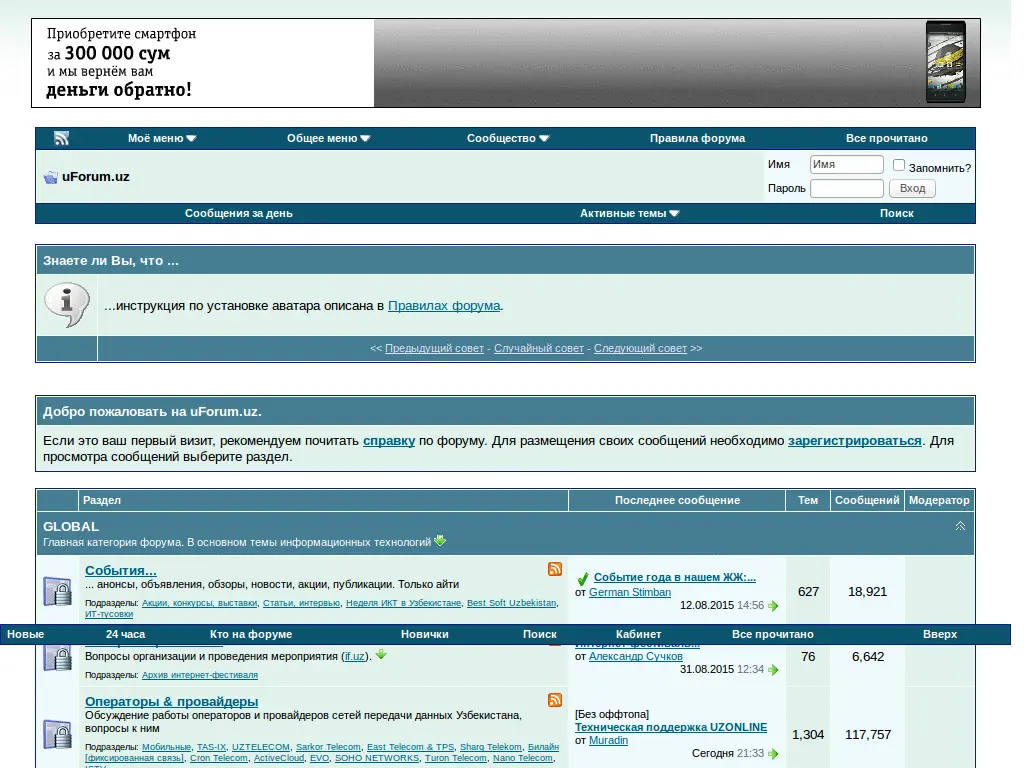 Приобретите смартфон
за 300 000 сум
и мы вернём вам
деньги обратно!
Моё меню Общее меню Сообщество Правила форума Все прочитано
uForum.uz
Имя Имя Запомнить?
Пароль Вход
Сообщения за день Активные темы Поиск
Знаете ли Вы, что ...
...инструкция по установке аватара описана в Правилах форума.
<< Предыдущий совет - Случайный совет - Следующий совет >>
Добро пожаловать на uForum.uz.
Если это ваш первый визит, рекомендуем почитать справку по форуму. Для размещения своих сообщений необходимо зарегистрироваться. Для
просмотра сообщений выберите раздел.
Раздел Последнее сообщение Тем Сообщений Модератор
GLOBAL
Главная категория форума. В основном темы информационных технологий
События...
... анонсы, объявления, обзоры, новости, акции, публикации. Только айти
Подразделы: Акции, конкурсы, выставки, Статьи, интервью, Неделя ИКТ в Узбекистане, Best Soft Uzbekistan,
ИТ-тусовки
Событие года в нашем ЖЖ:...
от German Stimban
12.08.2015 14:56
627 18,921
Новые 24 часа Кто на форуме Новички Поиск Кабинет Все прочитано Вверх
Вопросы организации и проведения мероприятия (if.uz).
Подразделы: Архив интернет-фестиваля
от Александр Сучков
31.08.2015 12:34
76 6,642
Операторы & провайдеры
Обсуждение работы операторов и провайдеров сетей передачи данных Узбекистана,
вопросы к ним
Подразделы: Мобильные, TAS-IX, UZTELECOM, Sarkor Telecom, East Telecom & TPS, Sharq Telekom, Билайн
[фиксированная связь], Cron Telecom, ActiveCloud, EVO, SOHO NETWORKS, Turon Telecom, Nano Telecom,
[Без оффтопа]
Техническая поддержка UZONLINE
от Muradin
Сегодня 21:33
1,304 117,757